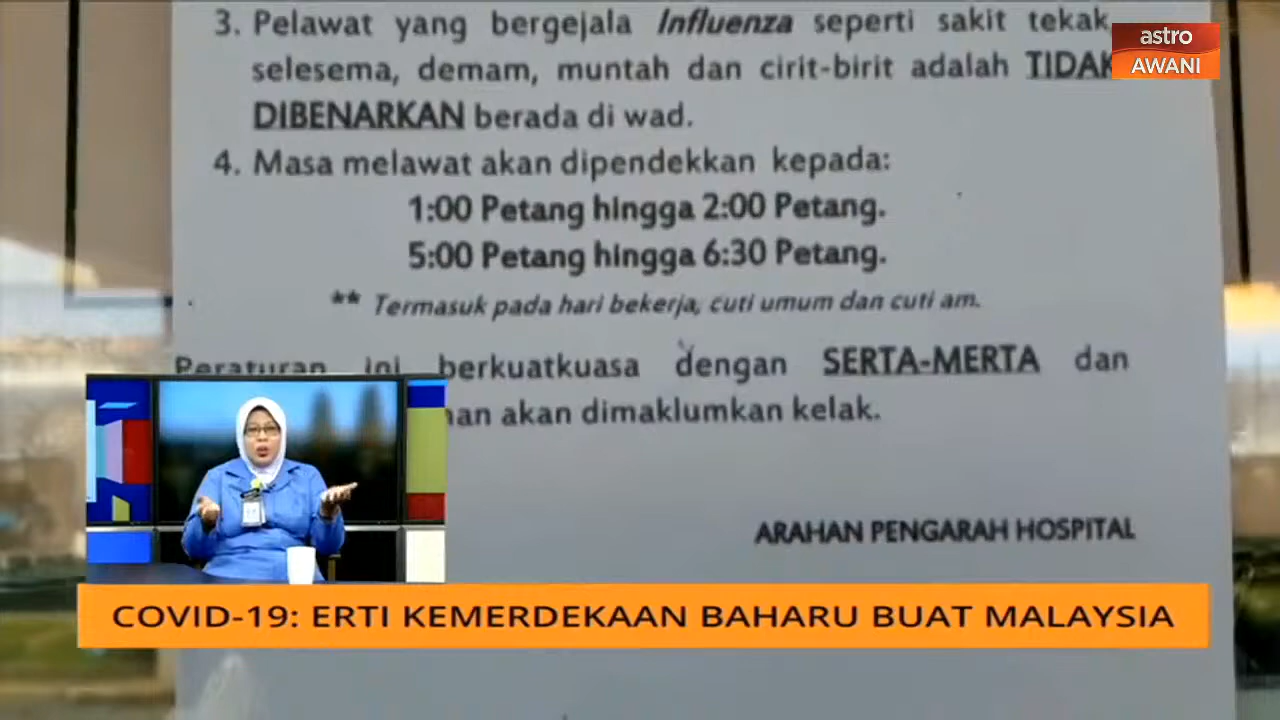 3. Pelawat yang bergejala Influenza seperti sakit tekak,
selesema, demam, muntah dan cirit-birit adalah TIDAK
DIBENARKAN berada di wad.
4. Masa melawat akan dipendekkan kepada:
1:00 Petang hingga 2:00 Petang.
5:00 Petang hingga 6:30 Petang.
** Termasuk pada hari bekerja, cuti umum dan cuti am.
Peraturan ini berkuatkuasa dengan SERTA-MERTA dan
akan dimaklumkan kelak.
ARAHAN PENGARAH HOSPITAL
astro
AWANI
COVID-19: ERTI KEMERDEKAAN BAHARU BUAT MALAYSIA